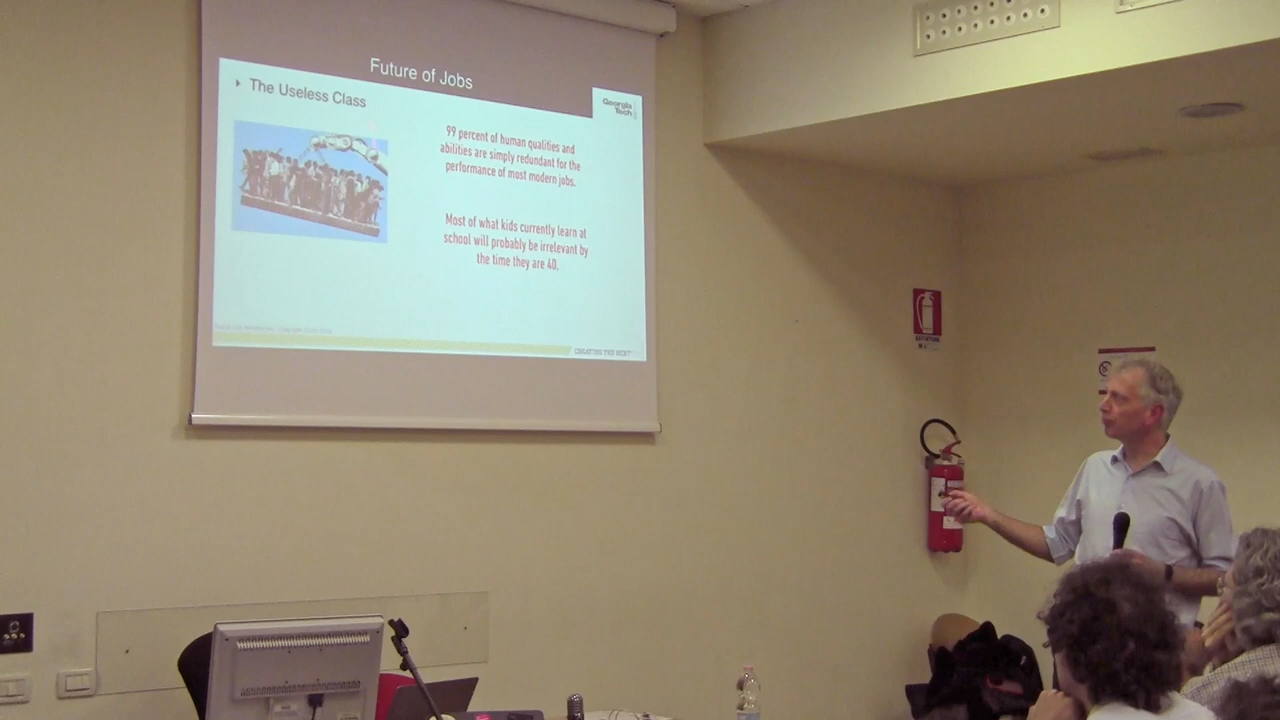 Future of Jobs
The Useless Class
Georgia
Tech
99 percent of human qualities and
abilities are simply redundant for the
performance of most modern jobs.
Most of what kids currently learn at
school will probably be irrelevant by
the time they are 40.
CREATING THE NEXT
ESTINTORE